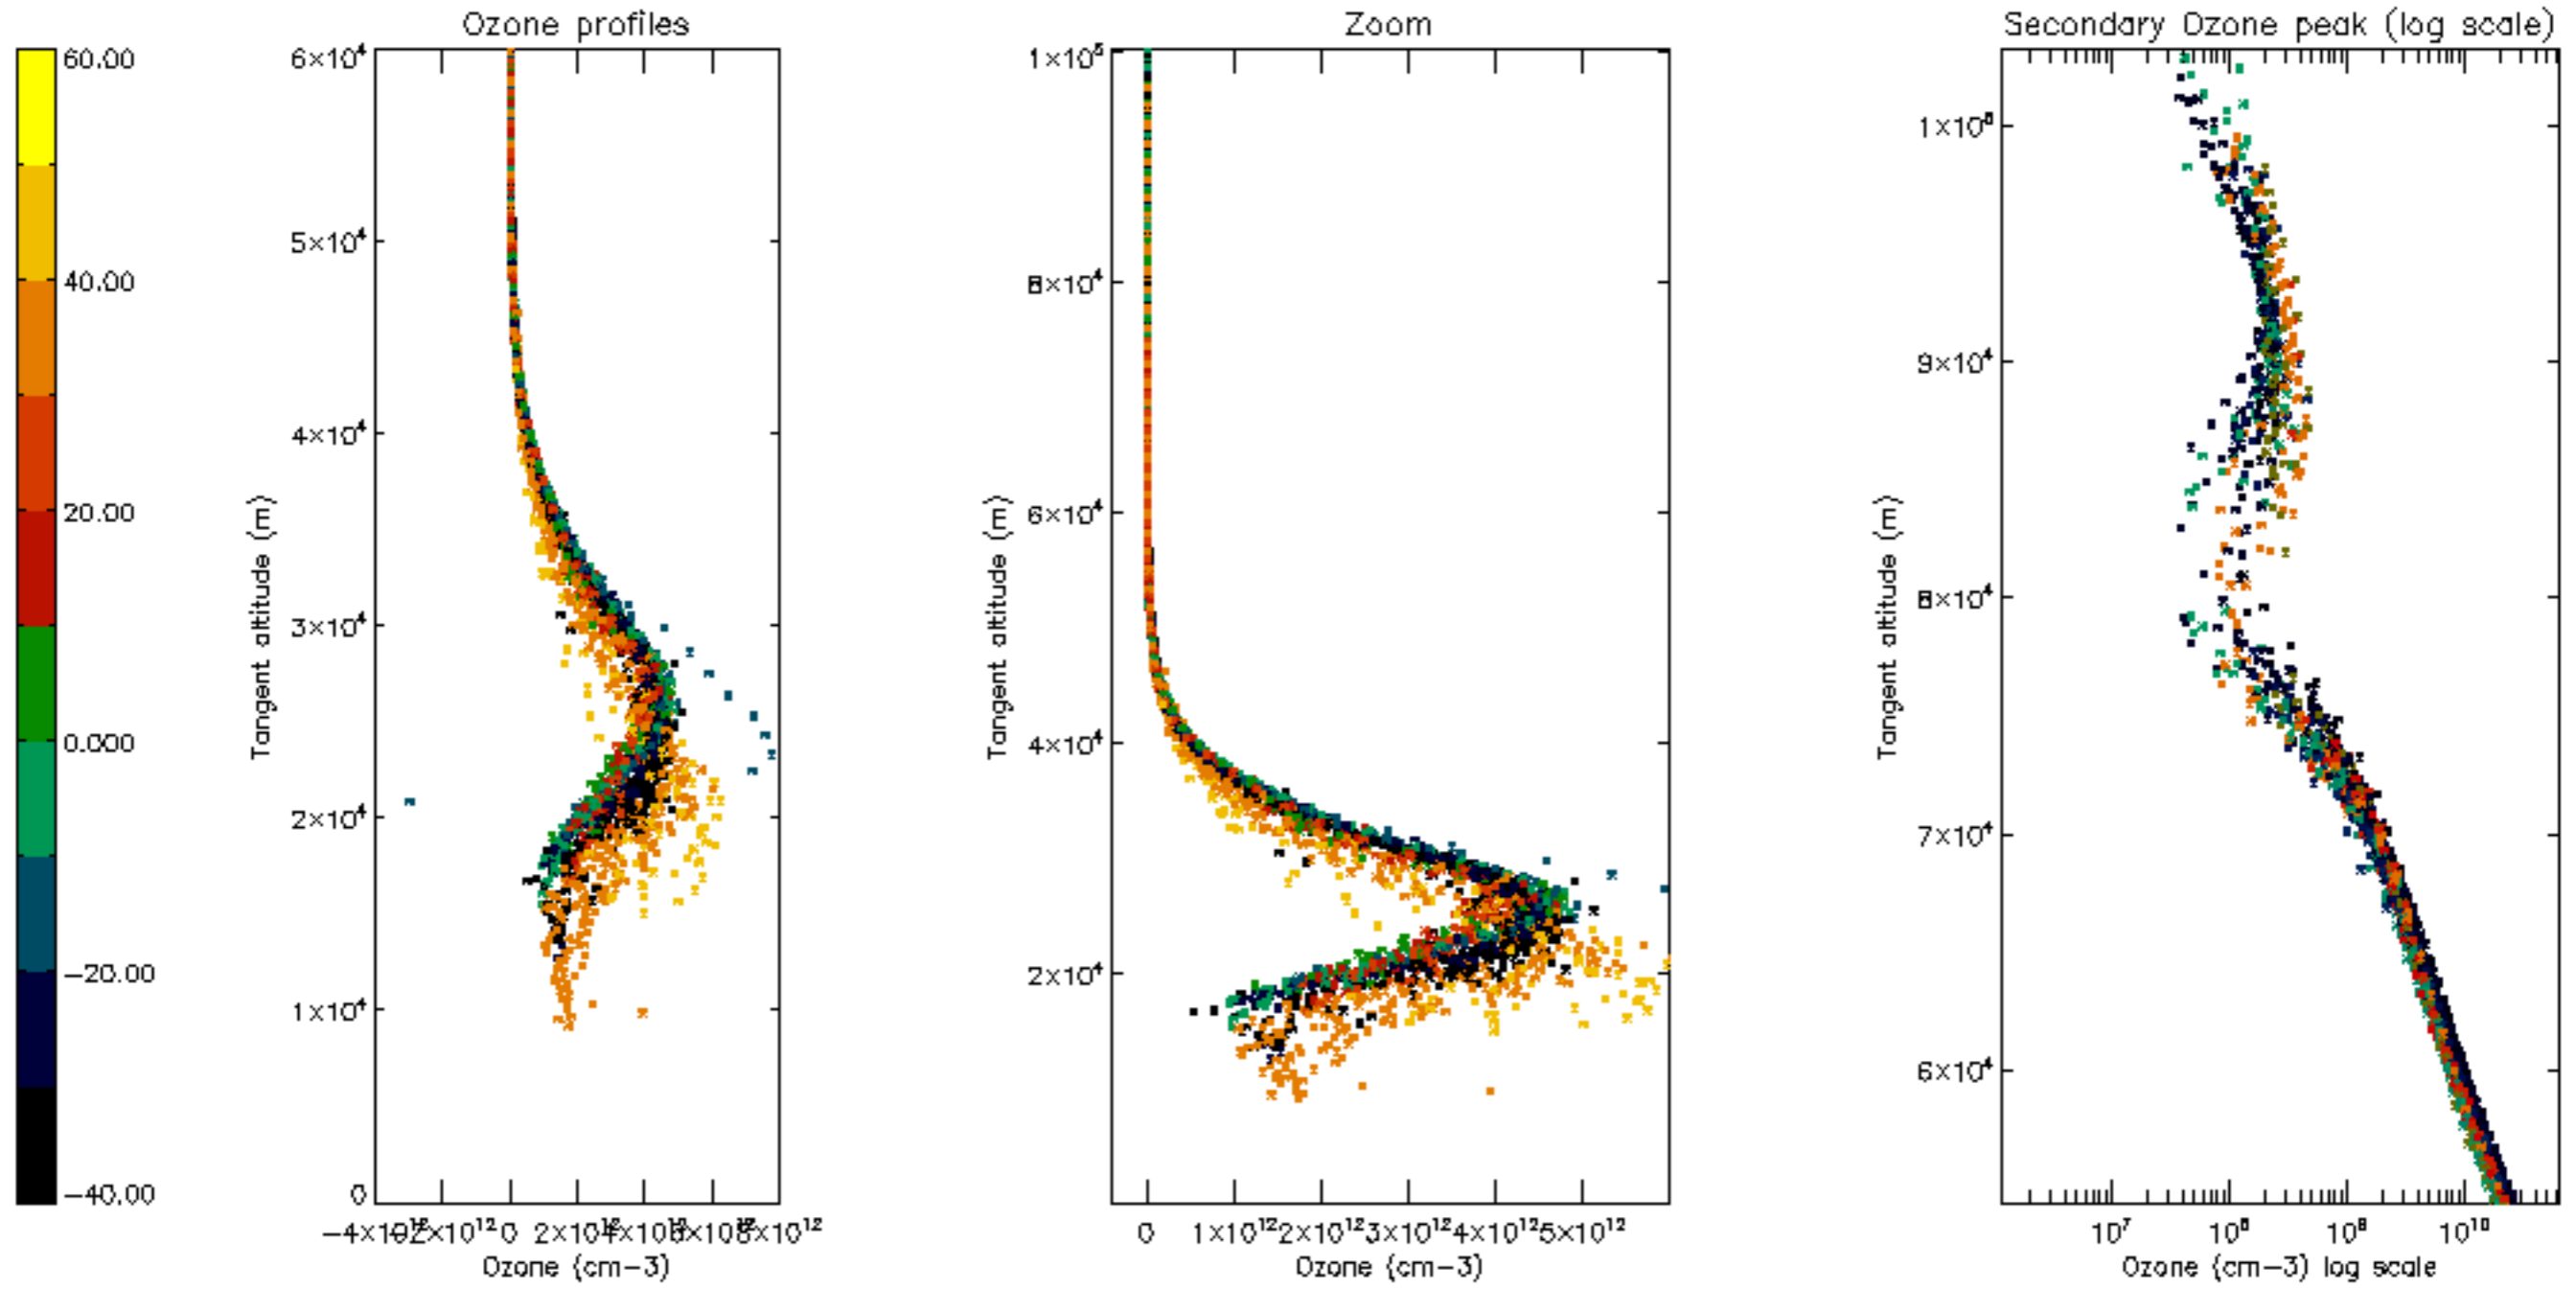 Ozone profiles
Zoom
Secondary Ozone peak (log scale)
60.00
40.00
20.00
0.000
−20.00
−40.00
6×10⁴
5×10⁴
4×10⁴
3×10⁴
2×10⁴
1×10⁴
0
Tangent altitude (m)
0
Ozone (cm−3)
1×10⁵
8×10⁴
6×10⁴
4×10⁴
2×10⁴
Tangent altitude (m)
0 1×10¹² 2×10¹² 3×10¹² 4×10¹² 5×10¹²
Ozone (cm−3)
9×10⁴
8×10⁴
7×10⁴
6×10⁴
Tangent altitude (m)
10⁷ 10⁸ 10⁹ 10¹⁰
Ozone (cm−3) log scale